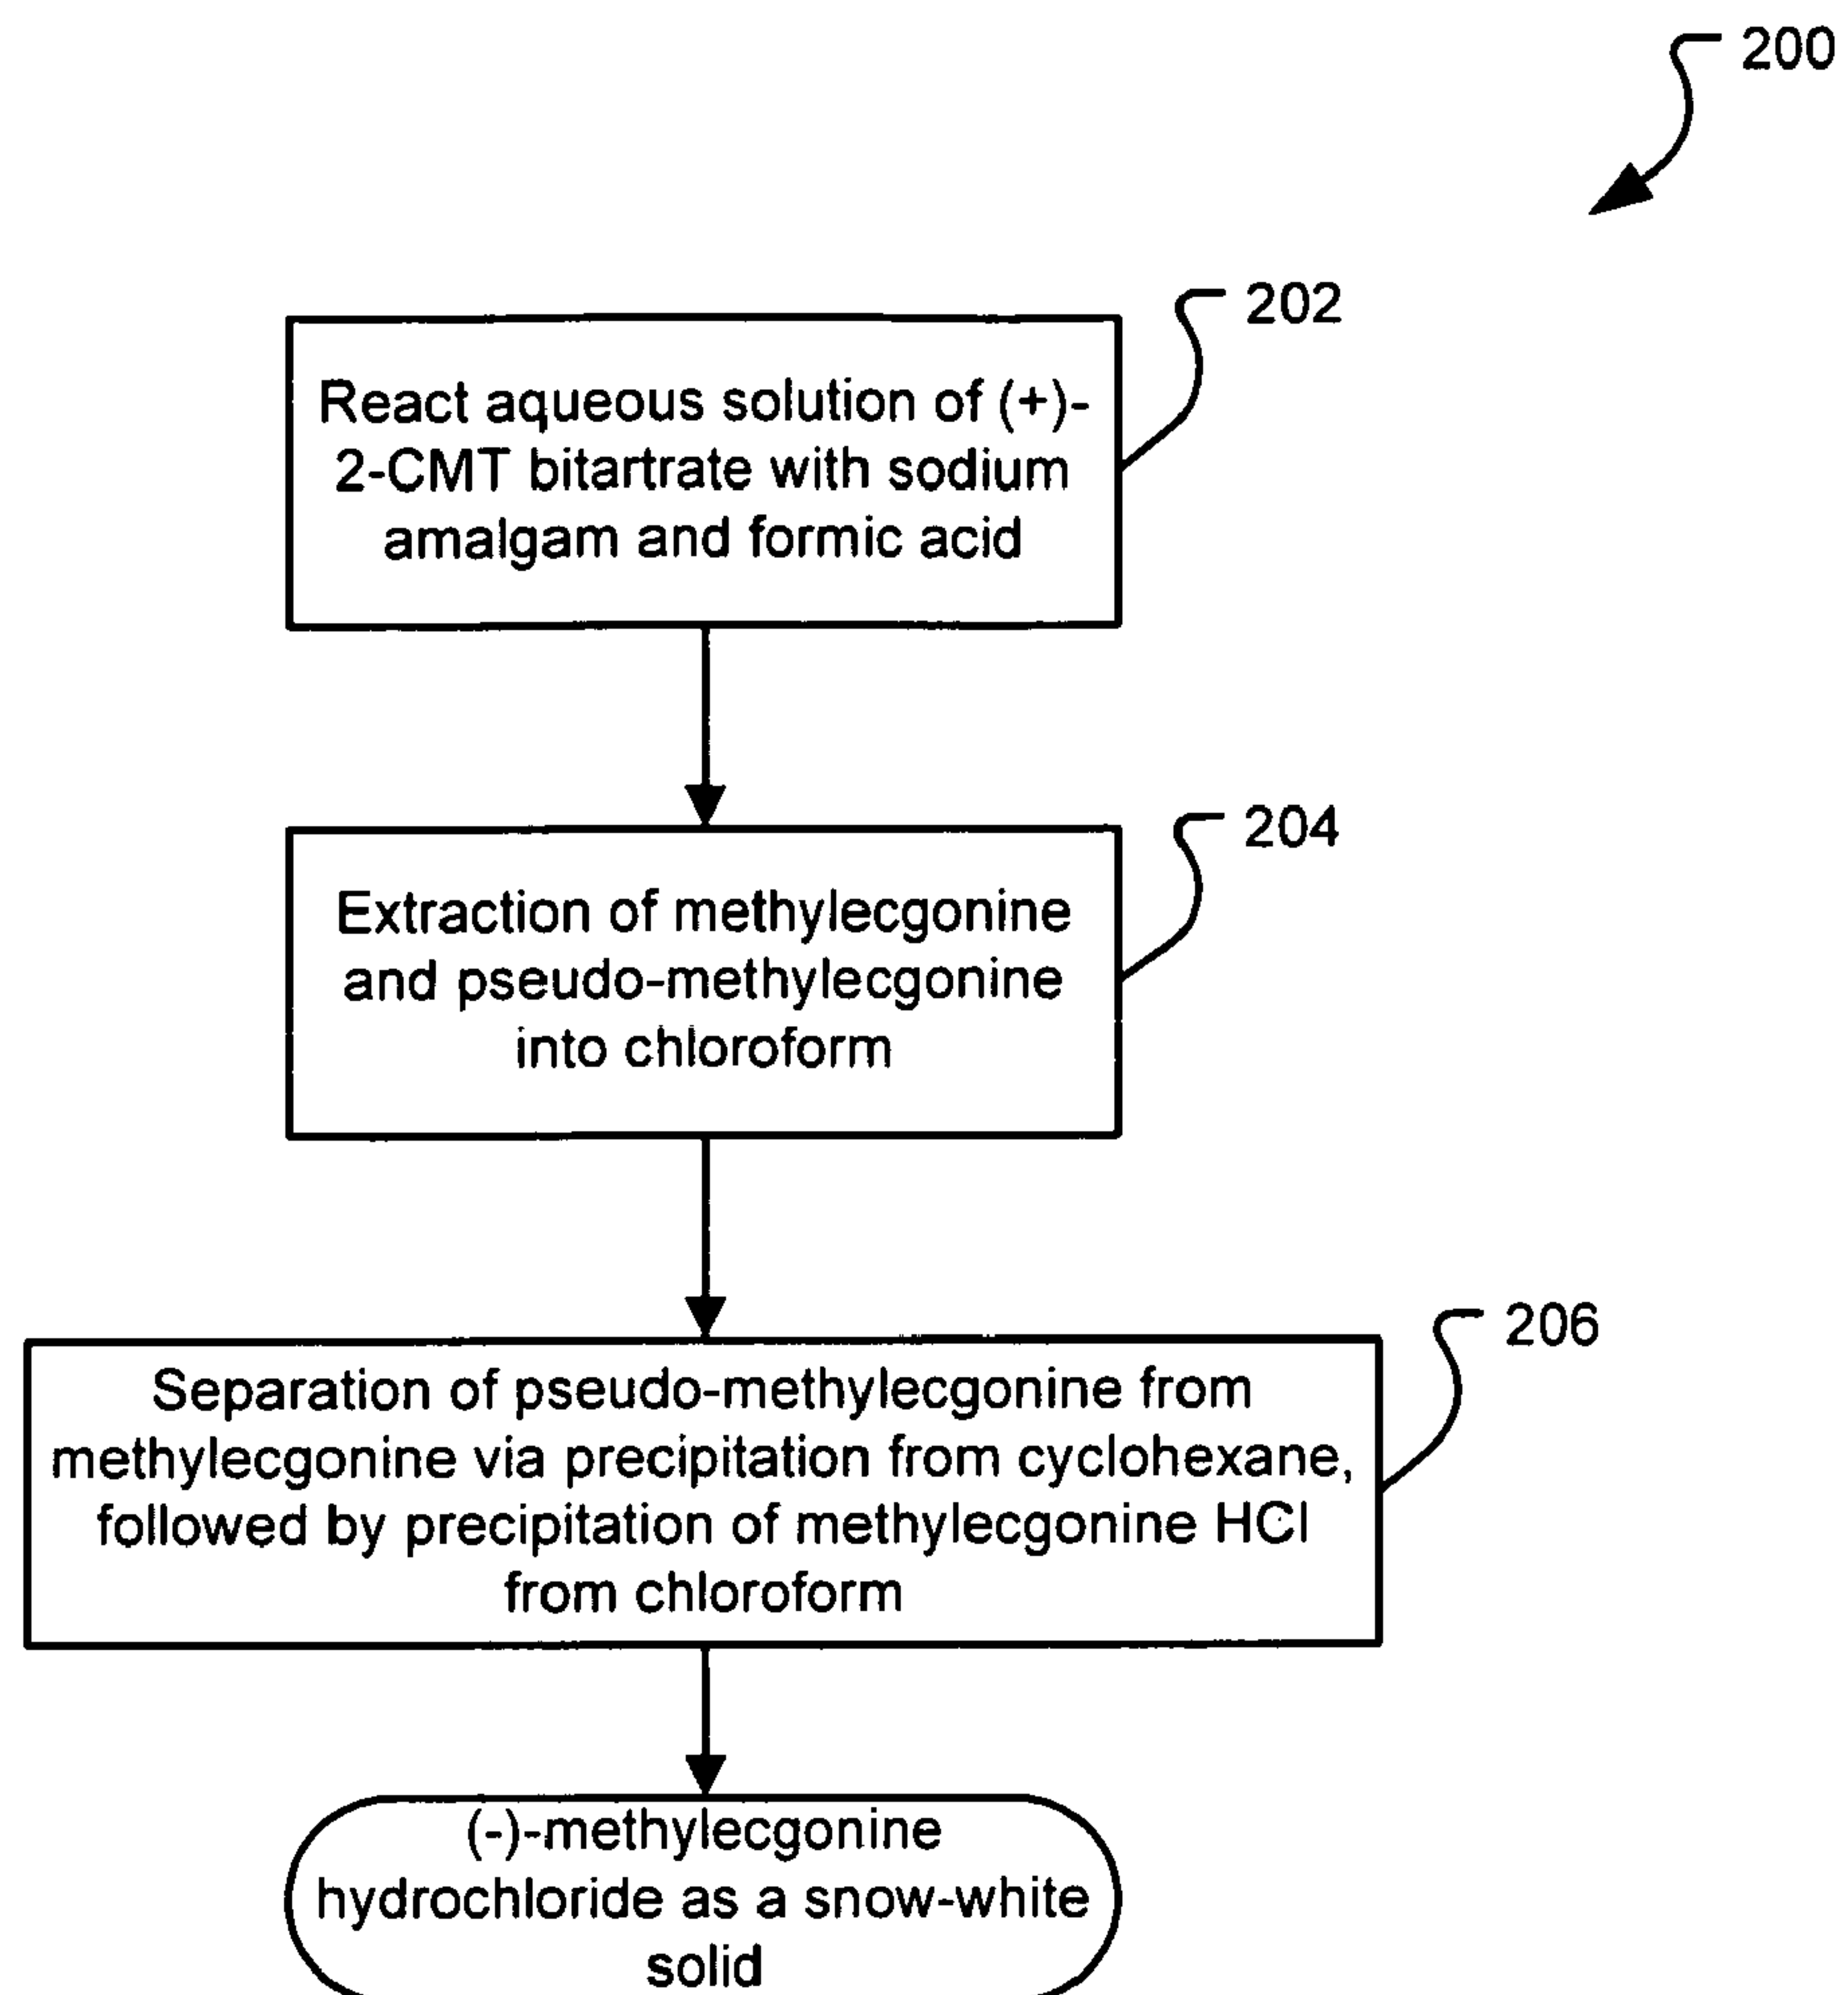 200
202
React aqueous solution of (+)-
2-CMT bitartrate with sodium
amalgam and formic acid
204
Extraction of methylecgonine
and pseudo-methylecgonine
into chloroform
206
Separation of pseudo-methylecgonine from
methylecgonine via precipitation from cyclohexane,
followed by precipitation of methylecgonine HCl
from chloroform
(-)-methylecgonine
hydrochloride as a snow-white
solid